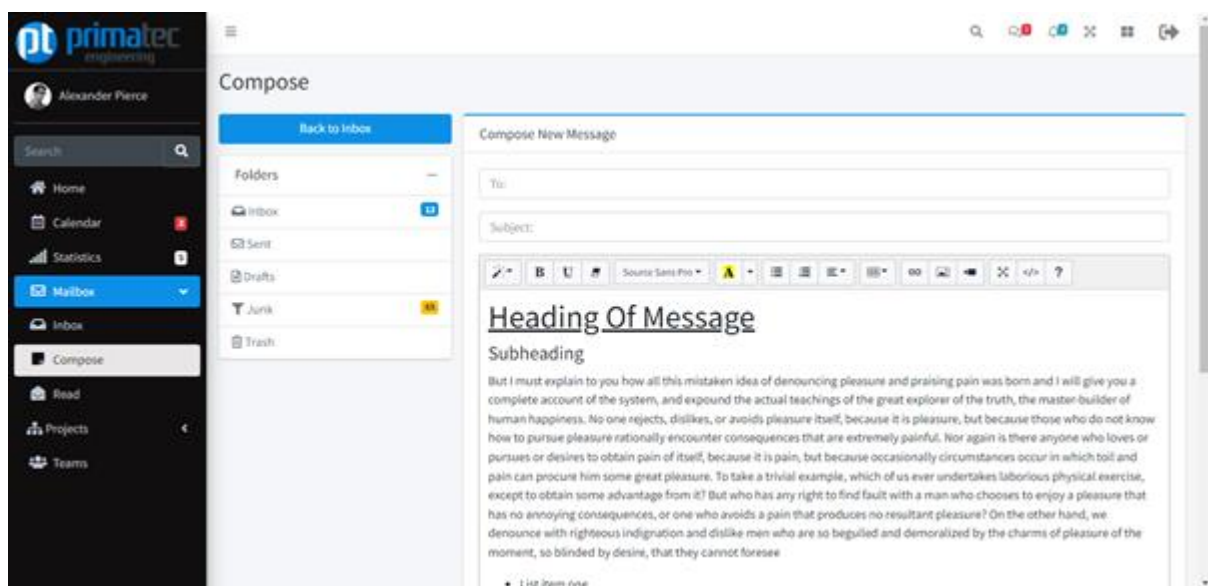 pt primatec
engineering
Alexander Pierce
Search
Home
Calendar
Statistics
Mailbox
Inbox
Compose
Read
Projects
Teams
Compose
Back to Inbox
Folders
Inbox 12
Sent
Drafts
Junk
Trash
Compose New Message
To:
Subject:
B U Source Sans Pro A </> ?
Heading Of Message
Subheading
But I must explain to you how all this mistaken idea of denouncing pleasure and praising pain was born and I will give you a
complete account of the system, and expound the actual teachings of the great explorer of the truth, the master-builder of
human happiness. No one rejects, dislikes, or avoids pleasure itself, because it is pleasure, but because those who do not know
how to pursue pleasure rationally encounter consequences that are extremely painful. Nor again is there anyone who loves or
pursues or desires to obtain pain of itself, because it is pain, but because occasionally circumstances occur in which toil and
pain can procure him some great pleasure. To take a trivial example, which of us ever undertakes laborious physical exercise,
except to obtain some advantage from it? But who has any right to find fault with a man who chooses to enjoy a pleasure that
has no annoying consequences, or one who avoids a pain that produces no resultant pleasure? On the other hand, we
denounce with righteous indignation and dislike men who are so beguiled and demoralized by the charms of pleasure of the
moment, so blinded by desire, that they cannot foresee
List item one